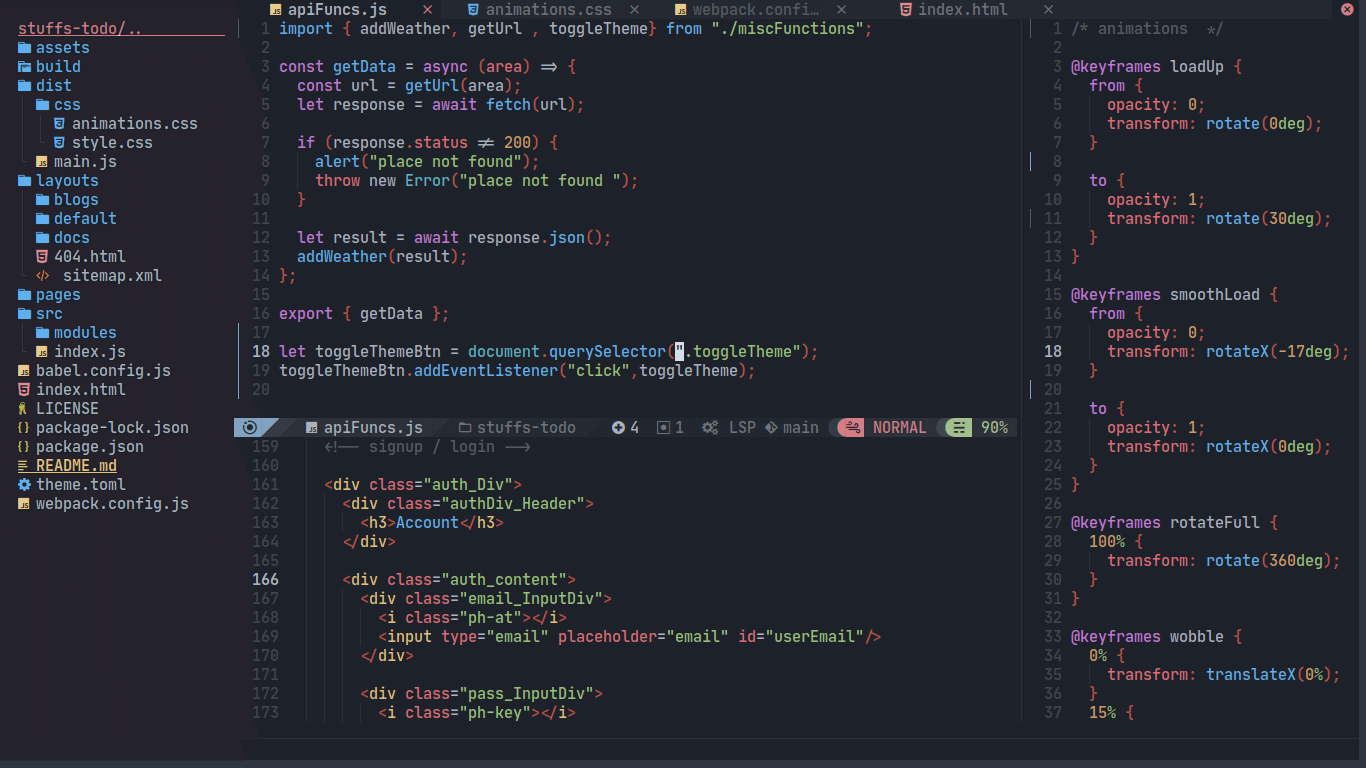 stuffs-todo/..
assets
build
dist
css
animations.css
style.css
main.js
layouts
blogs
default
docs
404.html
sitemap.xml
pages
src
modules
index.js
babel.config.js
index.html
LICENSE
package-lock.json
package.json
README.md
theme.toml
webpack.config.js
apiFuncs.js animations.css webpack.confi… index.html
1 import { addWeather, getUrl , toggleTheme} from "./miscFunctions";
2
3 const getData = async (area) => {
4 const url = getUrl(area);
5 let response = await fetch(url);
6
7 if (response.status != 200) {
8 alert("place not found");
9 throw new Error("place not found ");
10 }
11
12 let result = await response.json();
13 addWeather(result);
14 };
15
16 export { getData };
17
18 let toggleThemeBtn = document.querySelector(".toggleTheme");
19 toggleThemeBtn.addEventListener("click",toggleTheme);
20
apiFuncs.js stuffs-todo 4 1 LSP main NORMAL 90%
159 <!-- signup / login -->
160
161 <div class="auth_Div">
162 <div class="authDiv_Header">
163 <h3>Account</h3>
164 </div>
165
166 <div class="auth_content">
167 <div class="email_InputDiv">
168 <i class="ph-at"></i>
169 <input type="email" placeholder="email" id="userEmail"/>
170 </div>
171
172 <div class="pass_InputDiv">
173 <i class="ph-key"></i>
1 /* animations */
2
3 @keyframes loadUp {
4 from {
5 opacity: 0;
6 transform: rotate(0deg);
7 }
8
9 to {
10 opacity: 1;
11 transform: rotate(30deg);
12 }
13 }
14
15 @keyframes smoothLoad {
16 from {
17 opacity: 0;
18 transform: rotateX(-17deg);
19 }
20
21 to {
22 opacity: 1;
23 transform: rotateX(0deg);
24 }
25 }
26
27 @keyframes rotateFull {
28 100% {
29 transform: rotate(360deg);
30 }
31 }
32
33 @keyframes wobble {
34 0% {
35 transform: translateX(0%);
36 }
37 15% {